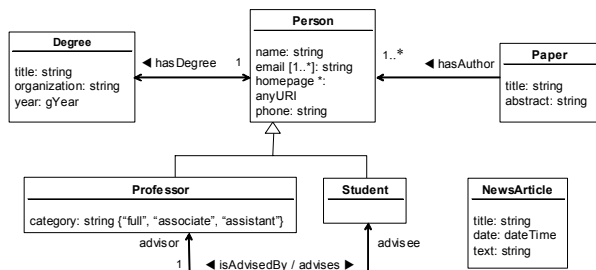 Person
Degree
name: string
email [1..*]: string
homepage *:
anyURI
phone: string
◄ hasDegree
1
1..*
◄ hasAuthor
Paper
title: string
organization: string
year: gYear
title: string
abstract: string
Professor
category: string {“full”, “associate”, “assistant”}
Student
NewsArticle
title: string
date: dateTime
text: string
advisor
advisee
1
◄ isAdvisedBy / advises ►